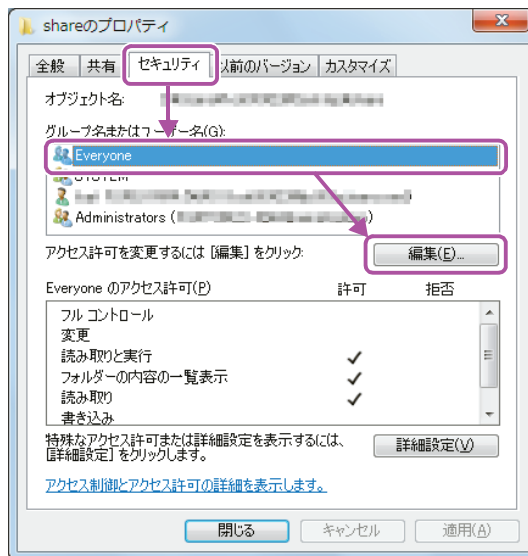 shareのプロパティ
全般 共有 セキュリティ 以前のバージョン カスタマイズ
オブジェクト名:
グループ名またはユーザー名(G):
Everyone
SYSTEM
Administrators ( )
アクセス許可を変更するには [編集] をクリック: 編集(E)...
Everyone のアクセス許可(P) 許可 拒否
フル コントロール
変更
読み取りと実行 ✓
フォルダーの内容の一覧表示 ✓
読み取り ✓
書き込み
特殊なアクセス許可または詳細設定を表示するには、 詳細設定(V)
[詳細設定] をクリックします。
アクセス制御とアクセス許可の詳細を表示します。
閉じる キャンセル 適用(A)